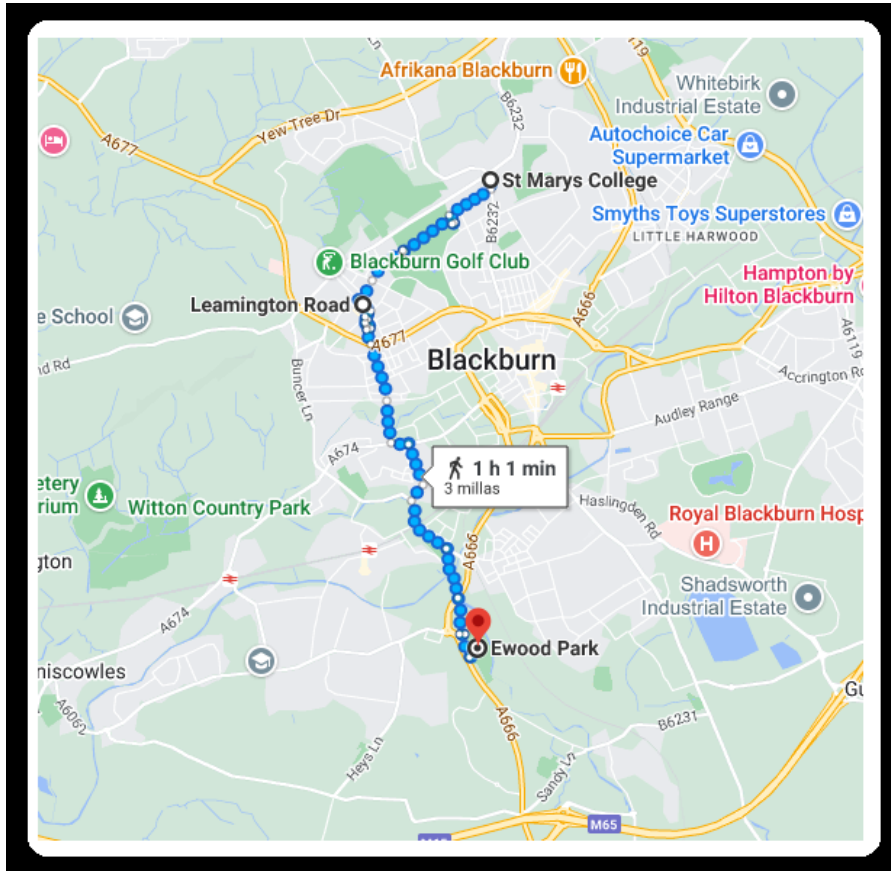 Ln
A6119
Afrikana Blackburn
Whitebirk
Industrial Estate
B6232
A677
Yew Tree Dr
Autochoice Car
Supermarket
St Marys College
Smyths Toys Superstores
B6232
LITTLE HARWOOD
Blackburn Golf Club
Hampton by
Hilton Blackburn
Leamington Road
e School
A666
A677
A6119
Blackburn
nd Rd
Buncer Ln
Accrington Ro
Audley Range
A674
1 h 1 min
3 millas
etery
rium
Witton Country Park
Haslingden Rd
Royal Blackburn Hosp
A666
gton
Shadsworth
Industrial Estate
A674
Ewood Park
niscowles
Gu
A6062
B6231
A666
Heys Ln
Sandy Ln
M65